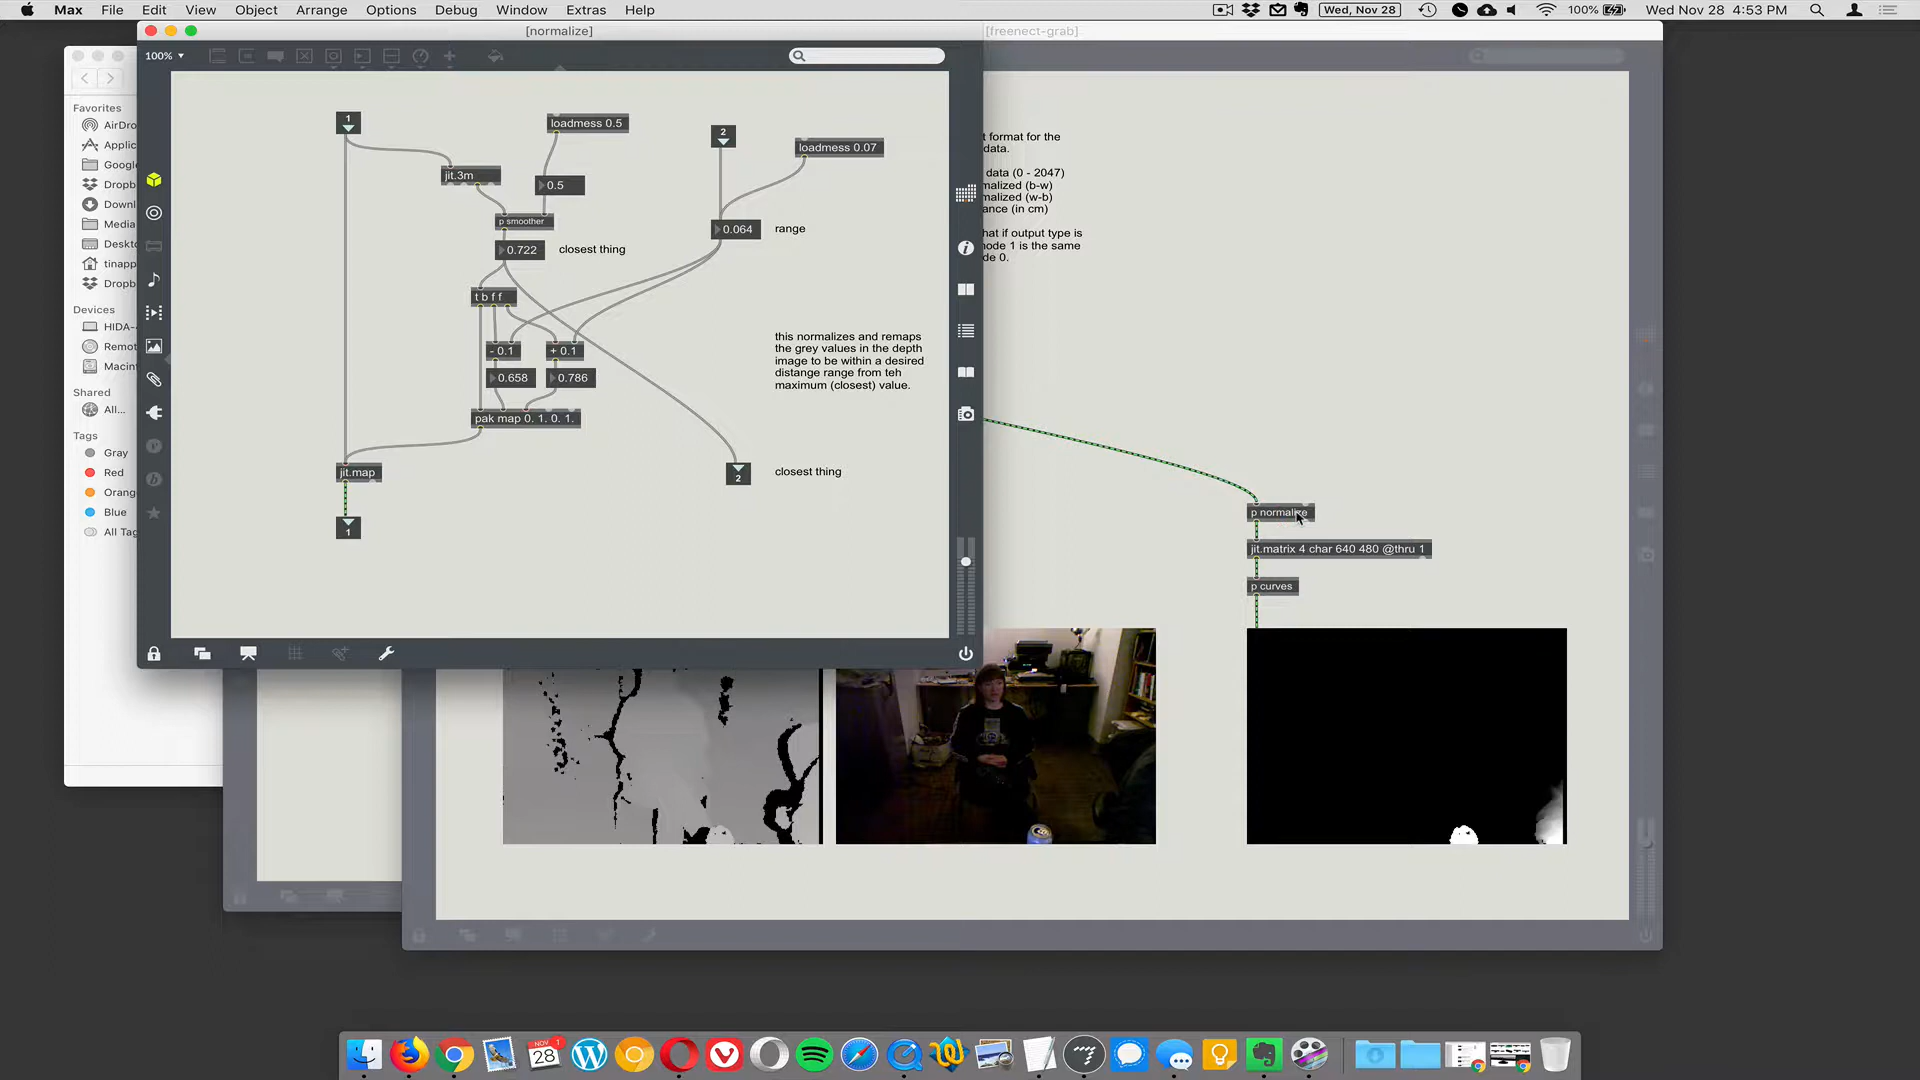 Max File Edit View Object Arrange Options Debug Window Extras Help
Wed, Nov 28
100%
Wed Nov 28 4:53 PM
[normalize]
[freenect-grab]
100%
Favorites
AirDro
Applic
Google
Dropb
Downl
Media
Deskto
tinapp
Dropb
Devices
HIDA-
Remot
Macint
Shared
All...
Tags
Gray
Red
Orang
Blue
All Tag
1
loadmess 0.5
2
loadmess 0.07
jit.3m
0.5
p smoother
0.722
closest thing
0.064
range
t b f f
- 0.1
+ 0.1
0.658
0.786
pak map 0. 1. 0. 1.
this normalizes and remaps
the grey values in the depth
image to be within a desired
distange range from teh
maximum (closest) value.
jit.map
2
closest thing
1
t format for the
data.
data (0 - 2047)
malized (b-w)
malized (w-b)
ance (in cm)
hat if output type is
node 1 is the same
de 0.
p normalize
jit.matrix 4 char 640 480 @thru 1
p curves
NOV
28
1